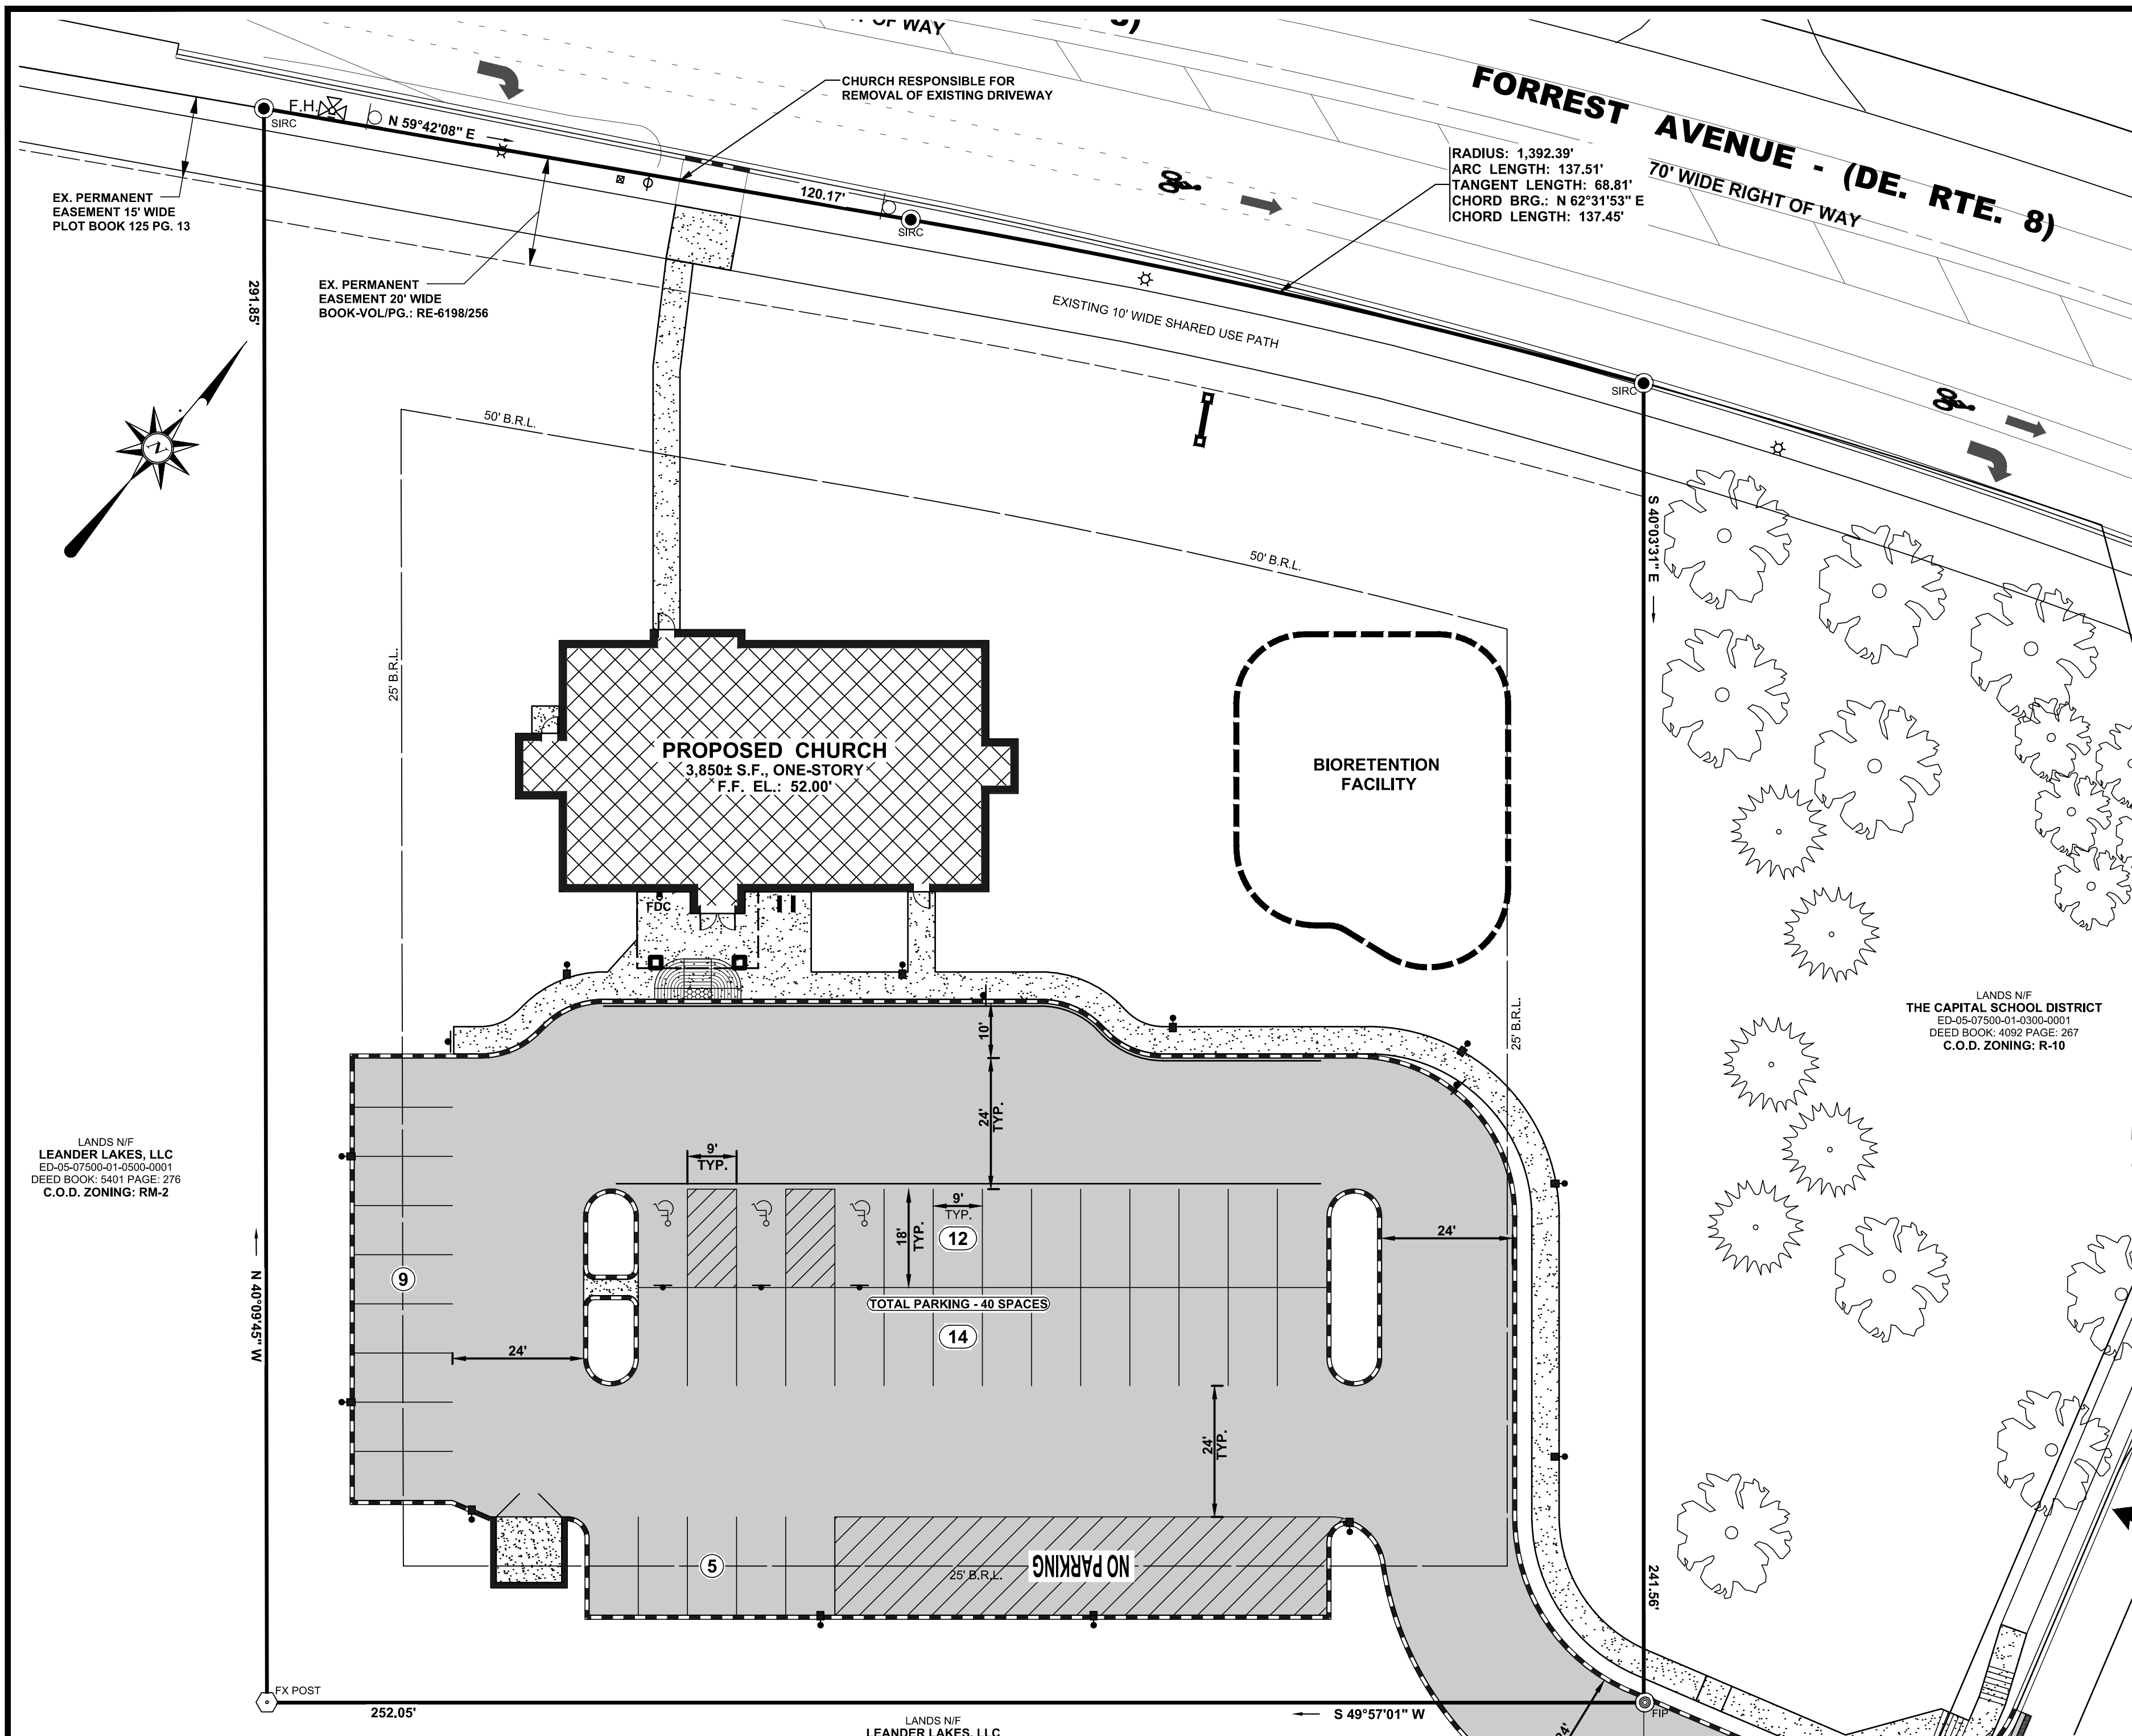 OF WAY
8)
FORREST AVENUE - (DE. RTE. 8)
70' WIDE RIGHT OF WAY
CHURCH RESPONSIBLE FOR
REMOVAL OF EXISTING DRIVEWAY
RADIUS: 1,392.39'
ARC LENGTH: 137.51'
TANGENT LENGTH: 68.81'
CHORD BRG.: N 62°31'53" E
CHORD LENGTH: 137.45'
F.H.
SIRC
N 59°42'08" E
120.17'
SIRC
SIRC
EX. PERMANENT
EASEMENT 15' WIDE
PLOT BOOK 125 PG. 13
EX. PERMANENT
EASEMENT 20' WIDE
BOOK-VOL/PG.: RE-6198/256
291.85'
EXISTING 10' WIDE SHARED USE PATH
N
50' B.R.L.
50' B.R.L.
S 40°03'31" E
25' B.R.L.
PROPOSED CHURCH
3,850± S.F., ONE-STORY
F.F. EL.: 52.00'
BIORETENTION
FACILITY
FDC
25' B.R.L.
LANDS N/F
THE CAPITAL SCHOOL DISTRICT
ED-05-07500-01-0300-0001
DEED BOOK: 4092 PAGE: 267
C.O.D. ZONING: R-10
10'
24'
TYP.
LANDS N/F
LEANDER LAKES, LLC
ED-05-07500-01-0500-0001
DEED BOOK: 5401 PAGE: 276
C.O.D. ZONING: RM-2
9'
TYP.
9'
TYP.
18'
TYP.
12
24'
9
TOTAL PARKING - 40 SPACES
14
N 40°09'45" W
24'
24'
TYP.
5
25' B.R.L.
NO PARKING
241.56'
FX POST
252.05'
S 49°57'01" W
FIP
24'
LANDS N/F
LEANDER LAKES, LLC